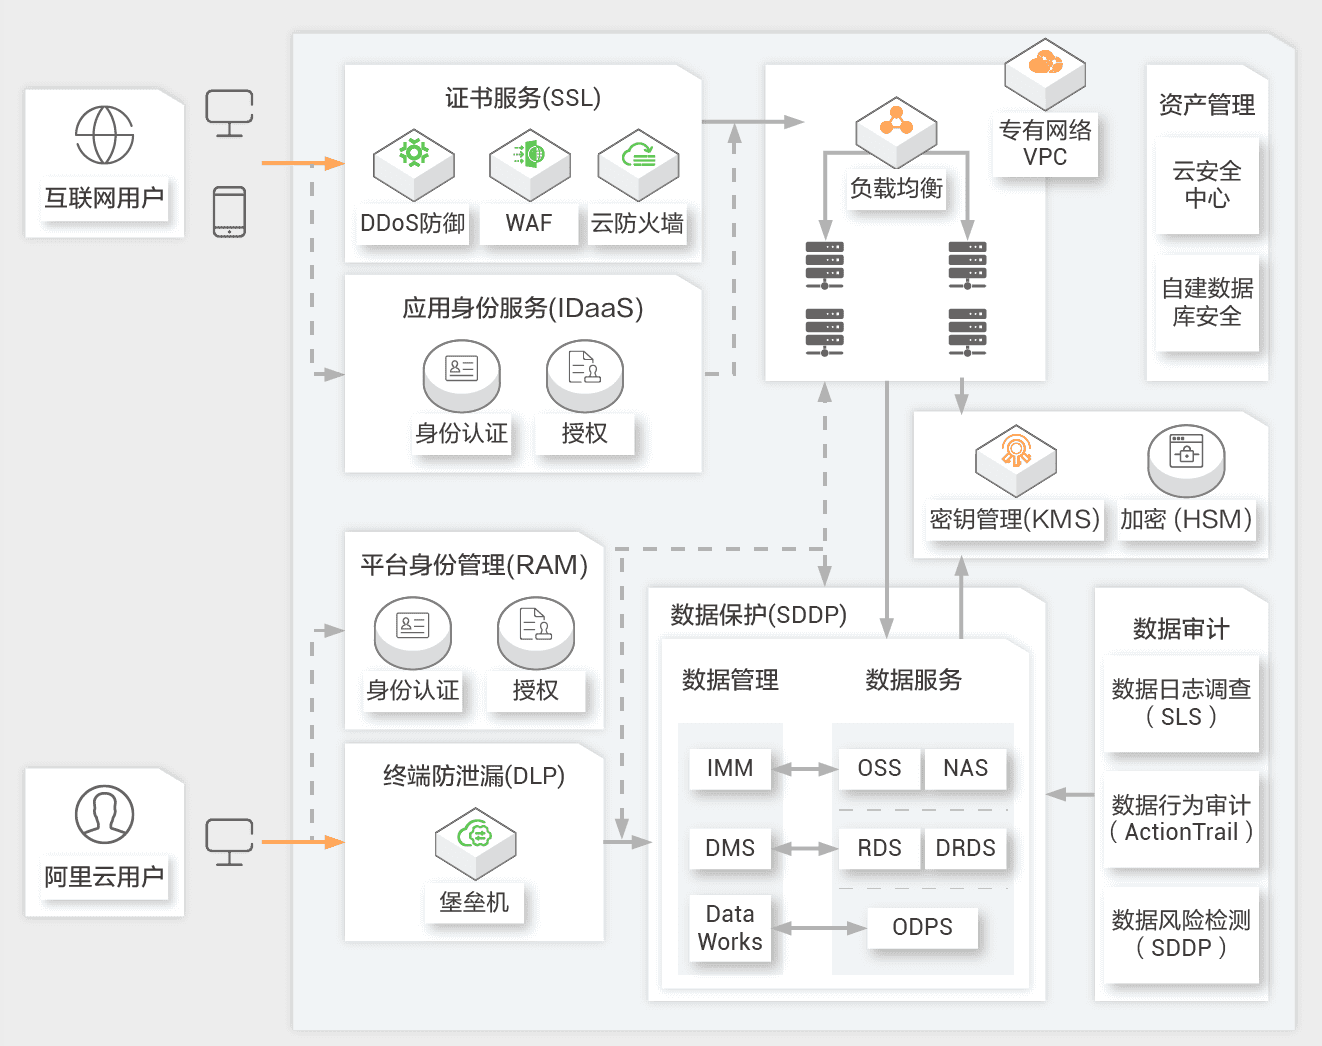 互联网用户
证书服务(SSL)
DDoS防御
WAF
云防火墙
应用身份服务(IDaaS)
身份认证
授权
负载均衡
专有网络
VPC
资产管理
云安全
中心
自建数据
库安全
密钥管理(KMS)
加密 (HSM)
平台身份管理(RAM)
身份认证
授权
阿里云用户
终端防泄漏(DLP)
堡垒机
数据保护(SDDP)
数据管理
数据服务
IMM
OSS
NAS
DMS
RDS
DRDS
Data
Works
ODPS
数据审计
数据日志调查
( SLS )
数据行为审计
( ActionTrail )
数据风险检测
( SDDP )